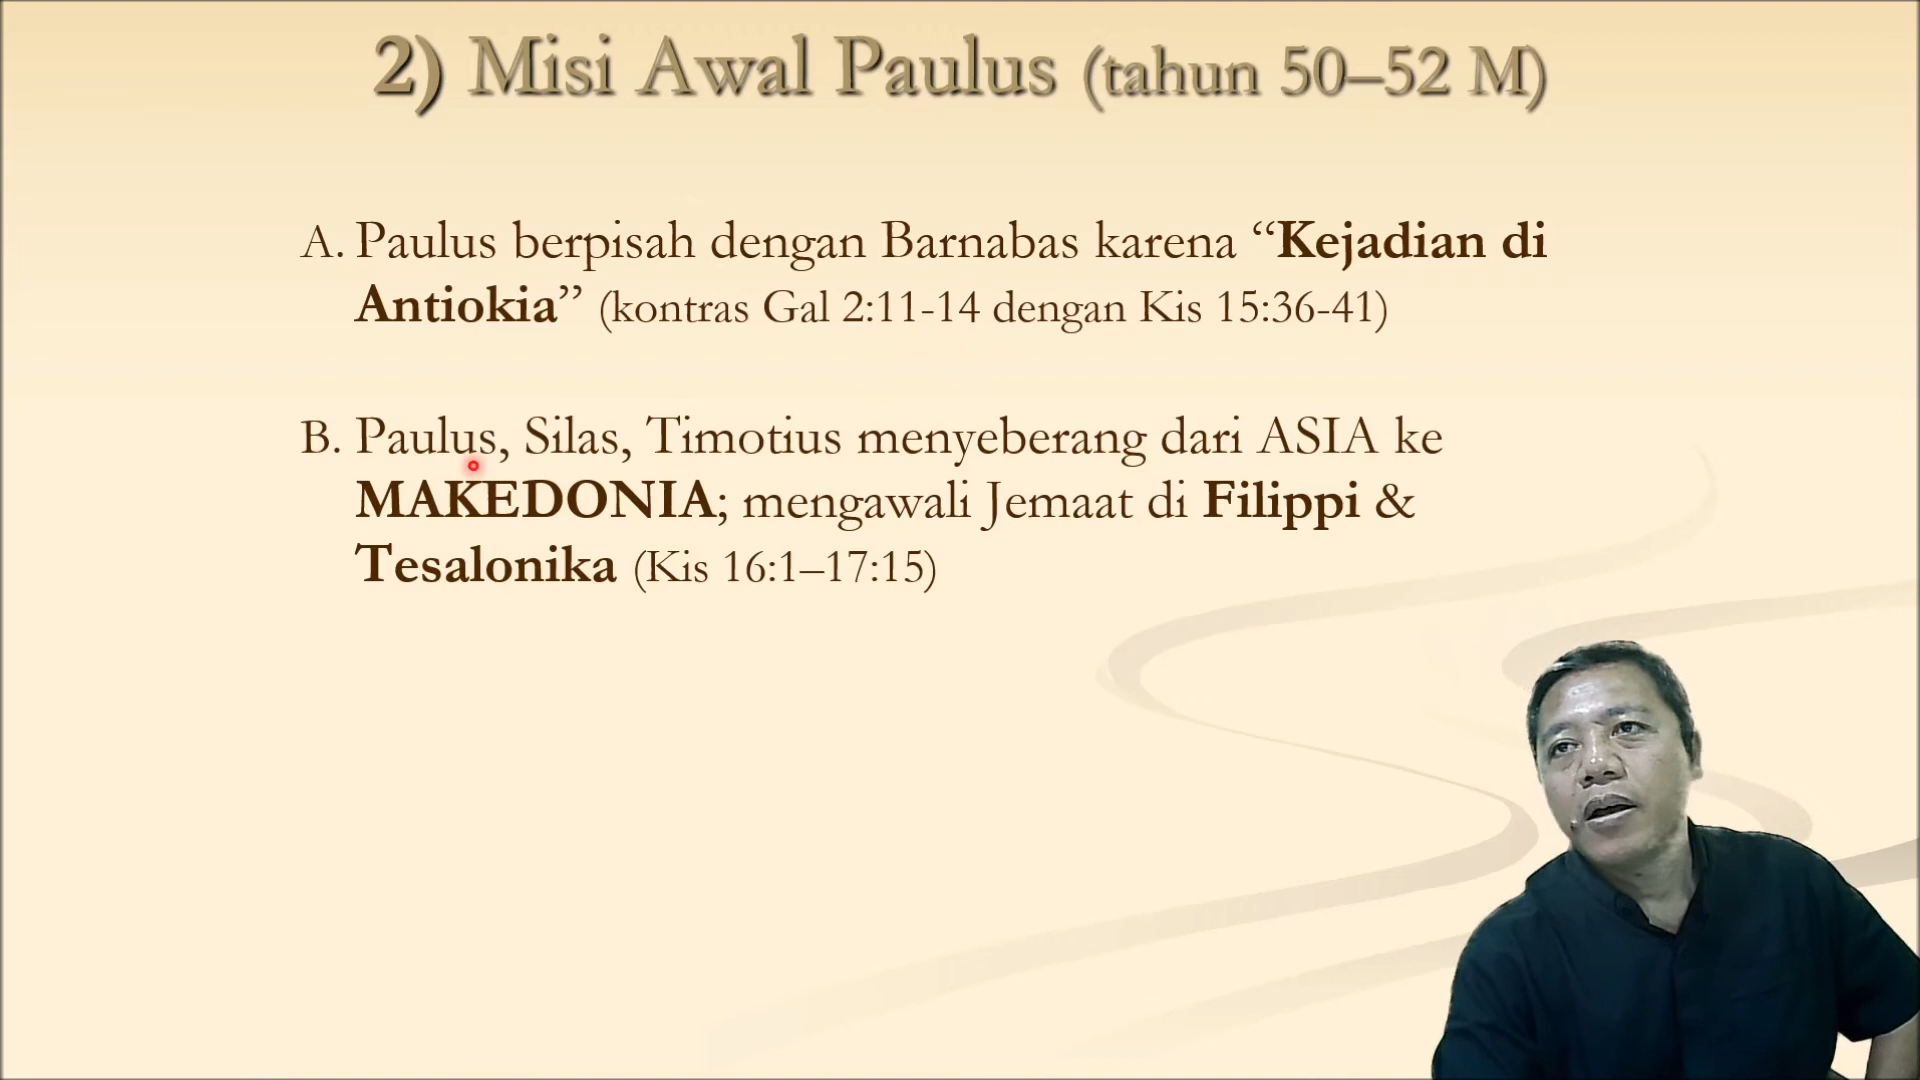 2) Misi Awal Paulus (tahun 50–52 M)
A. Paulus berpisah dengan Barnabas karena “Kejadian di
Antiokia” (kontras Gal 2:11-14 dengan Kis 15:36-41)
B. Paulus, Silas, Timotius menyeberang dari ASIA ke
MAKEDONIA; mengawali Jemaat di Filippi &
Tesalonika (Kis 16:1–17:15)